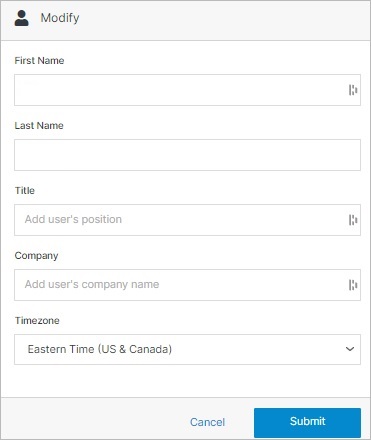 Modify
First Name
Last Name
Title
Add user's position
Company
Add user's company name
Timezone
Eastern Time (US & Canada)
Cancel
Submit